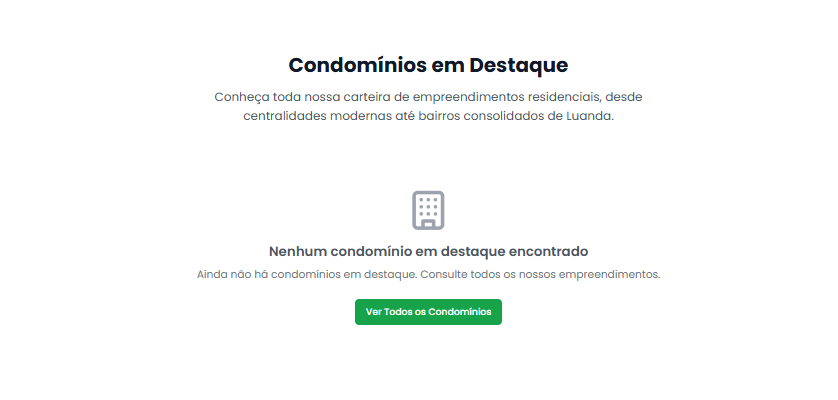 Condomínios em Destaque
Conheça toda nossa carteira de empreendimentos residenciais, desde
centralidades modernas até bairros consolidados de Luanda.
Nenhum condomínio em destaque encontrado
Ainda não há condomínios em destaque. Consulte todos os nossos empreendimentos.
Ver Todos os Condomínios